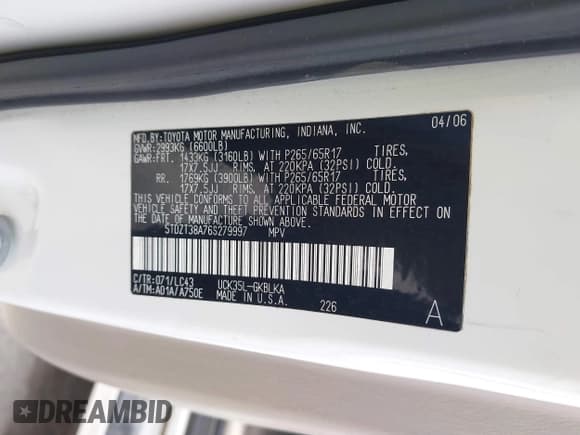 MFD. BY:TOYOTA MOTOR MANUFACTURING, INDIANA, INC. 04/06
GVWR:2993KG (6600LB)
GAWR:FRT. 1433KG (3160LB) WITH P265/65R17 TIRES,
17X7.5JJ RIMS, AT 220KPA (32PSI) COLD.
RR. 1769KG (3900LB) WITH P265/65R17 TIRES,
17X7.5JJ RIMS, AT 220KPA (32PSI) COLD.
THIS VEHICLE CONFORMS TO ALL APPLICABLE FEDERAL MOTOR
VEHICLE SAFETY AND THEFT PREVENTION STANDARDS IN EFFECT
ON THE DATE OF MANUFACTURE SHOWN ABOVE.
5TDZT38A76S279997 MPV
C/TR:071/LC43 UCK35L-GKBLKA
A/TM:A01A/A750E MADE IN U.S.A. 226 A
DREAMBID